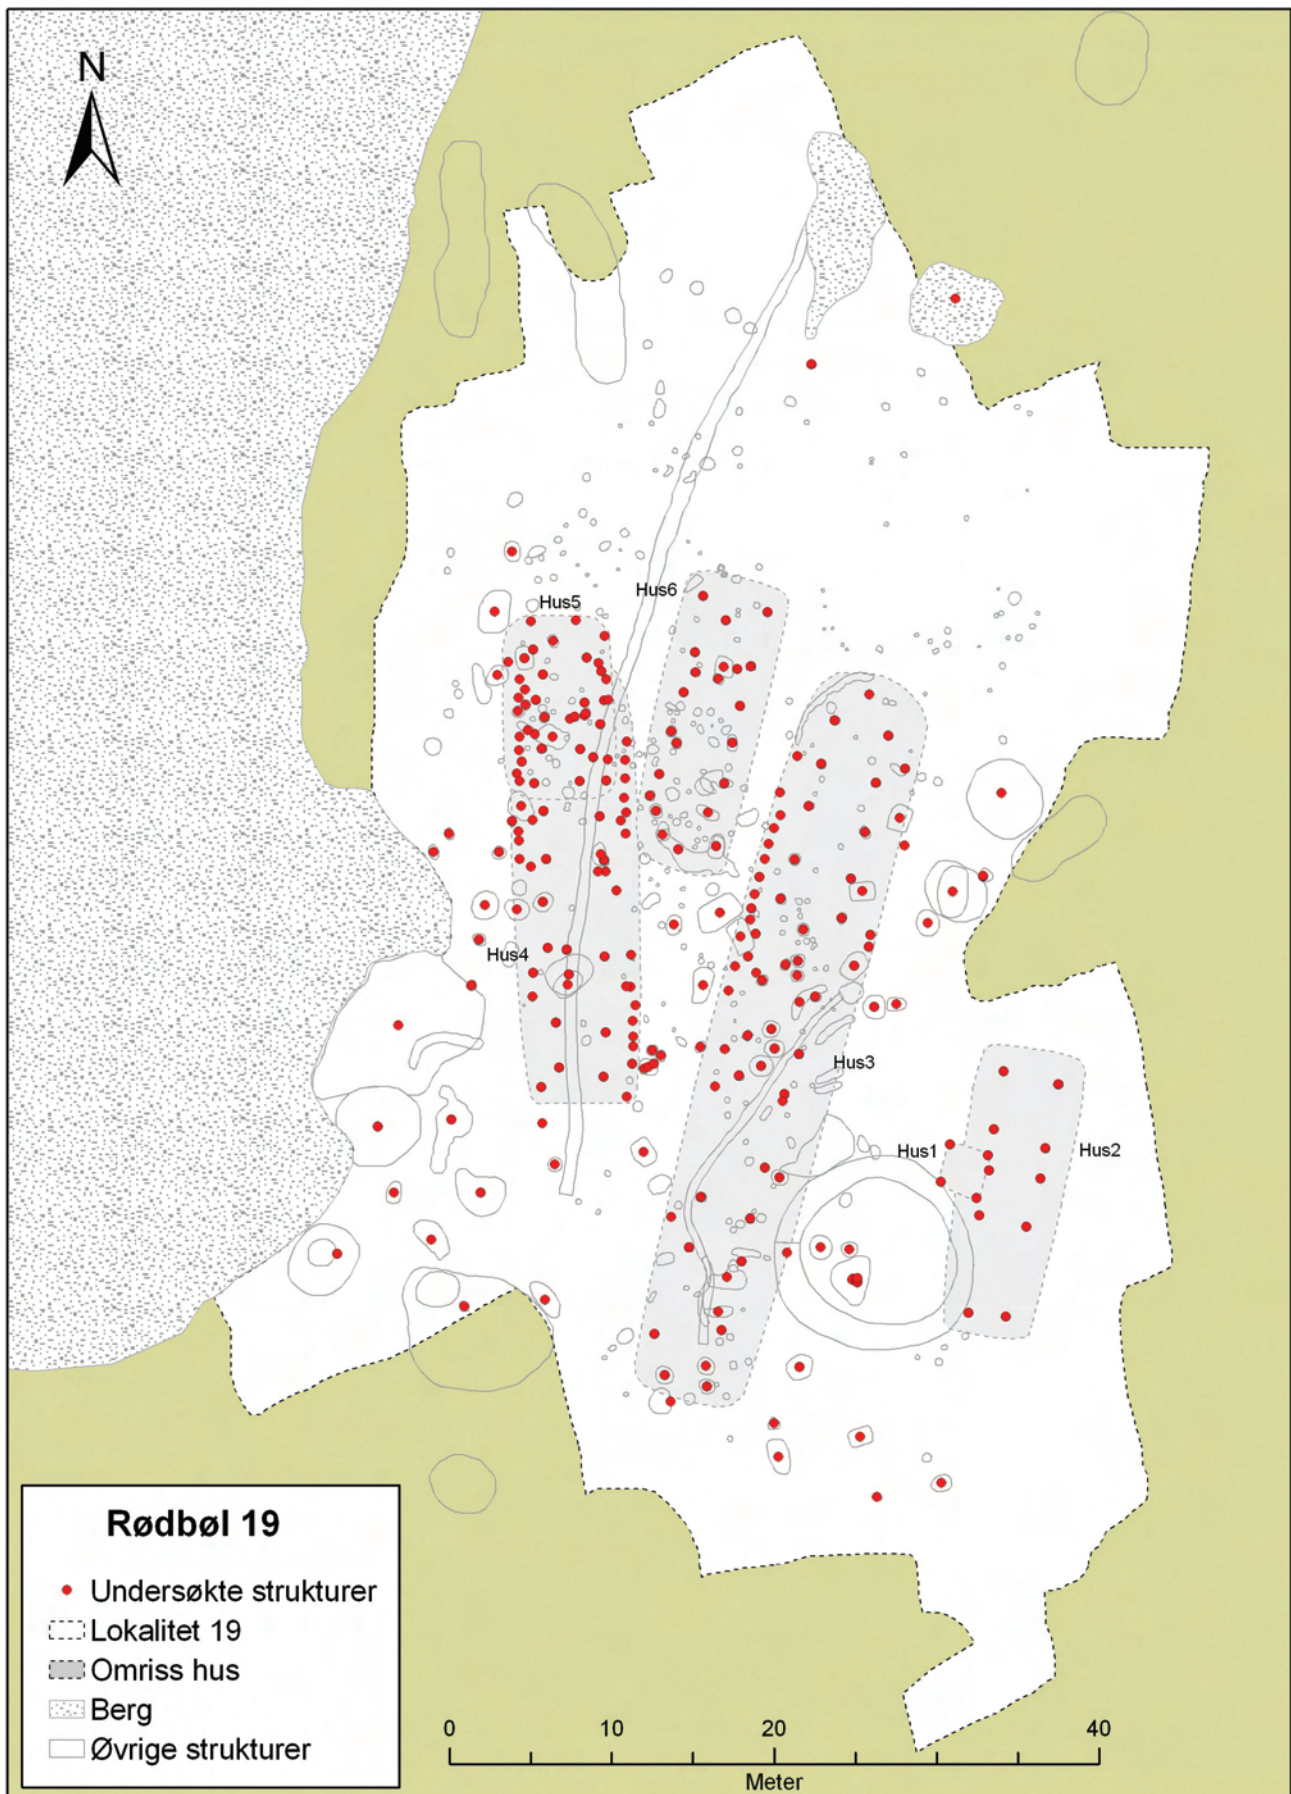 N
Hus6
Hus5
Hus4
Hus3
Hus1
Hus2
Rødbøl 19
Undersøkte strukturer
Lokalitet 19
Omriss hus
Berg
Øvrige strukturer
0 10 20 40
Meter